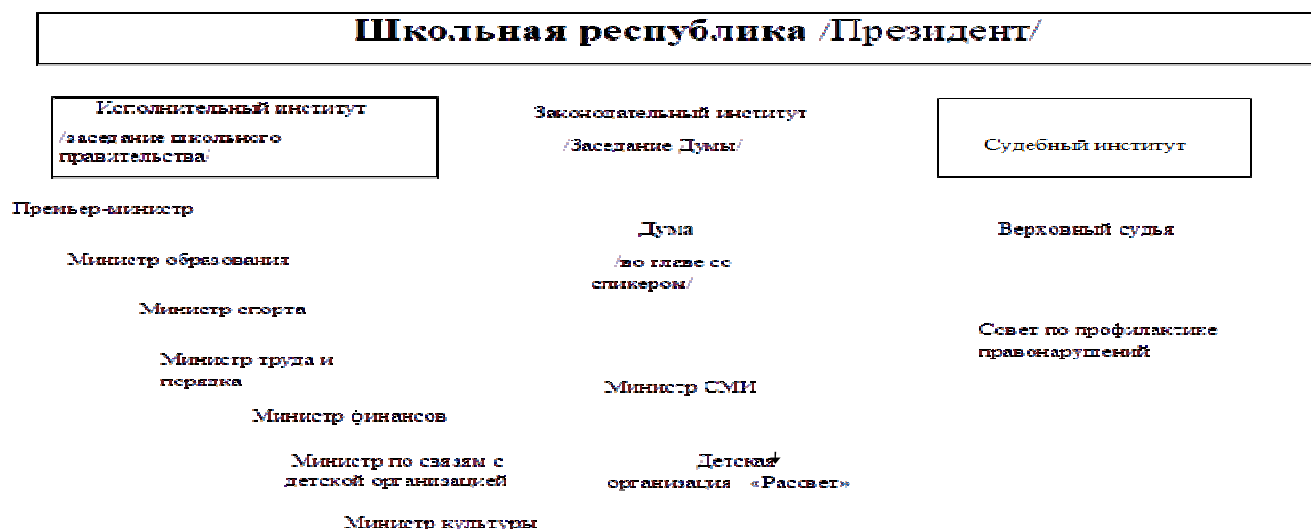 Школьная республика /Президент/
Исполнительный институт
/заседание школьного
правительства/
Законодательный институт
/Заседание Думы/
Судебный институт
Премьер-министр
Министр образования
Министр спорта
Министр труда и
порядка
Министр финансов
Министр по связям с
детской организацией
Министр культуры
Дума
/во главе со
спикером/
Министр СМИ
Детская
организация «Рассвет»
Верховный судья
Совет по профилактике
правонарушений